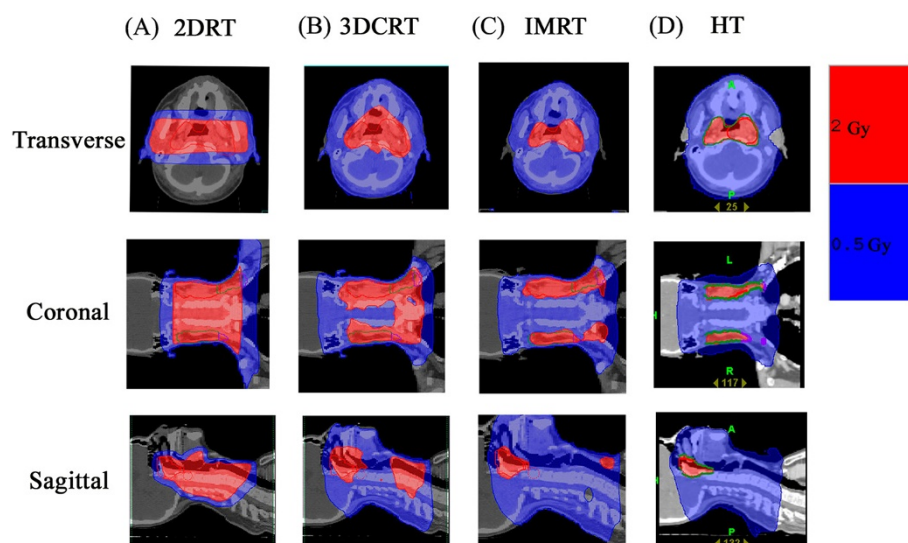 (A) 2DRT (B) 3DCRT (C) IMRT (D) HT
Transverse
A
P
25
2 Gy
0.5 Gy
Coronal
L
H
R
117
Sagittal
A
H
P